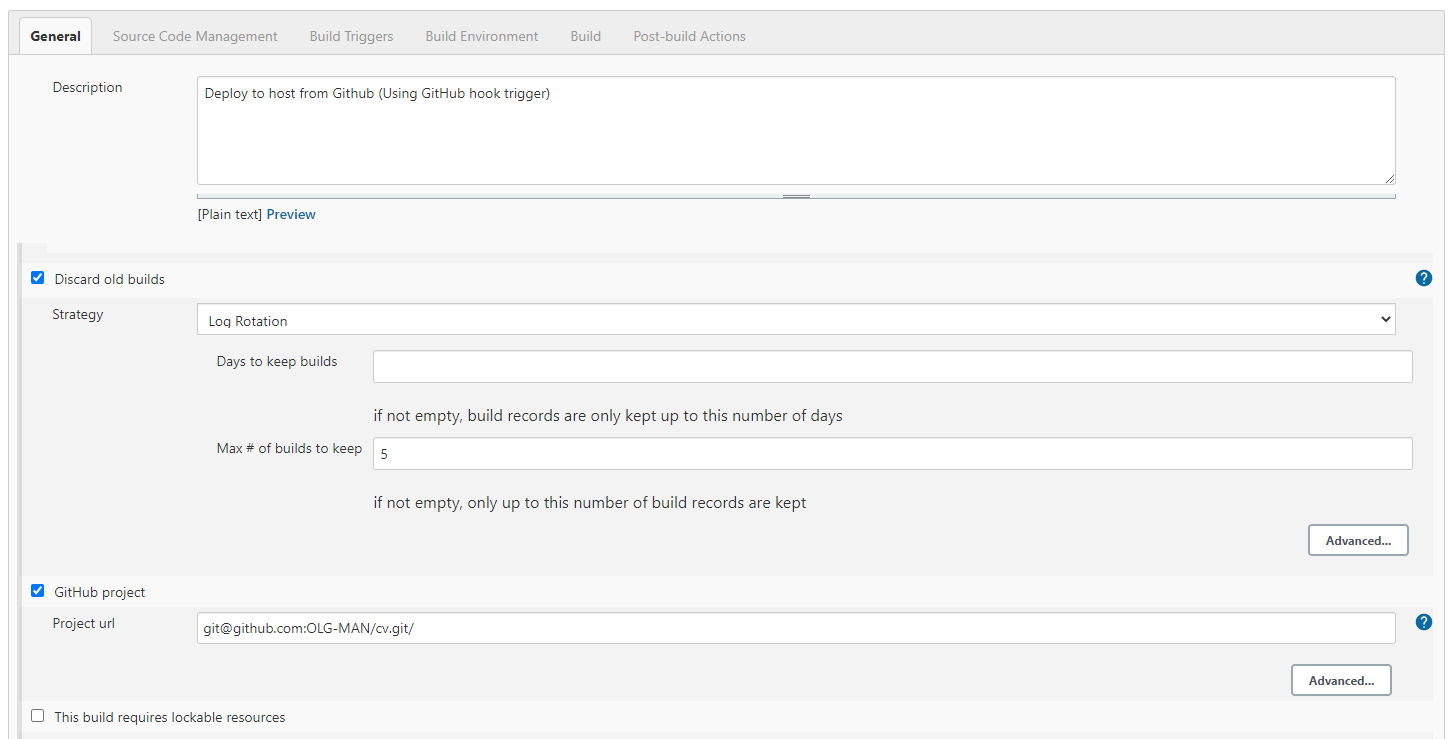 General Source Code Management Build Triggers Build Environment Build Post-build Actions
Description
Deploy to host from Github (Using GitHub hook trigger)
[Plain text] Preview
Discard old builds
?
Strategy
Log Rotation
Days to keep builds
if not empty, build records are only kept up to this number of days
Max # of builds to keep
5
if not empty, only up to this number of build records are kept
Advanced...
GitHub project
Project url
git@github.com:OLG-MAN/cv.git/
?
Advanced...
This build requires lockable resources